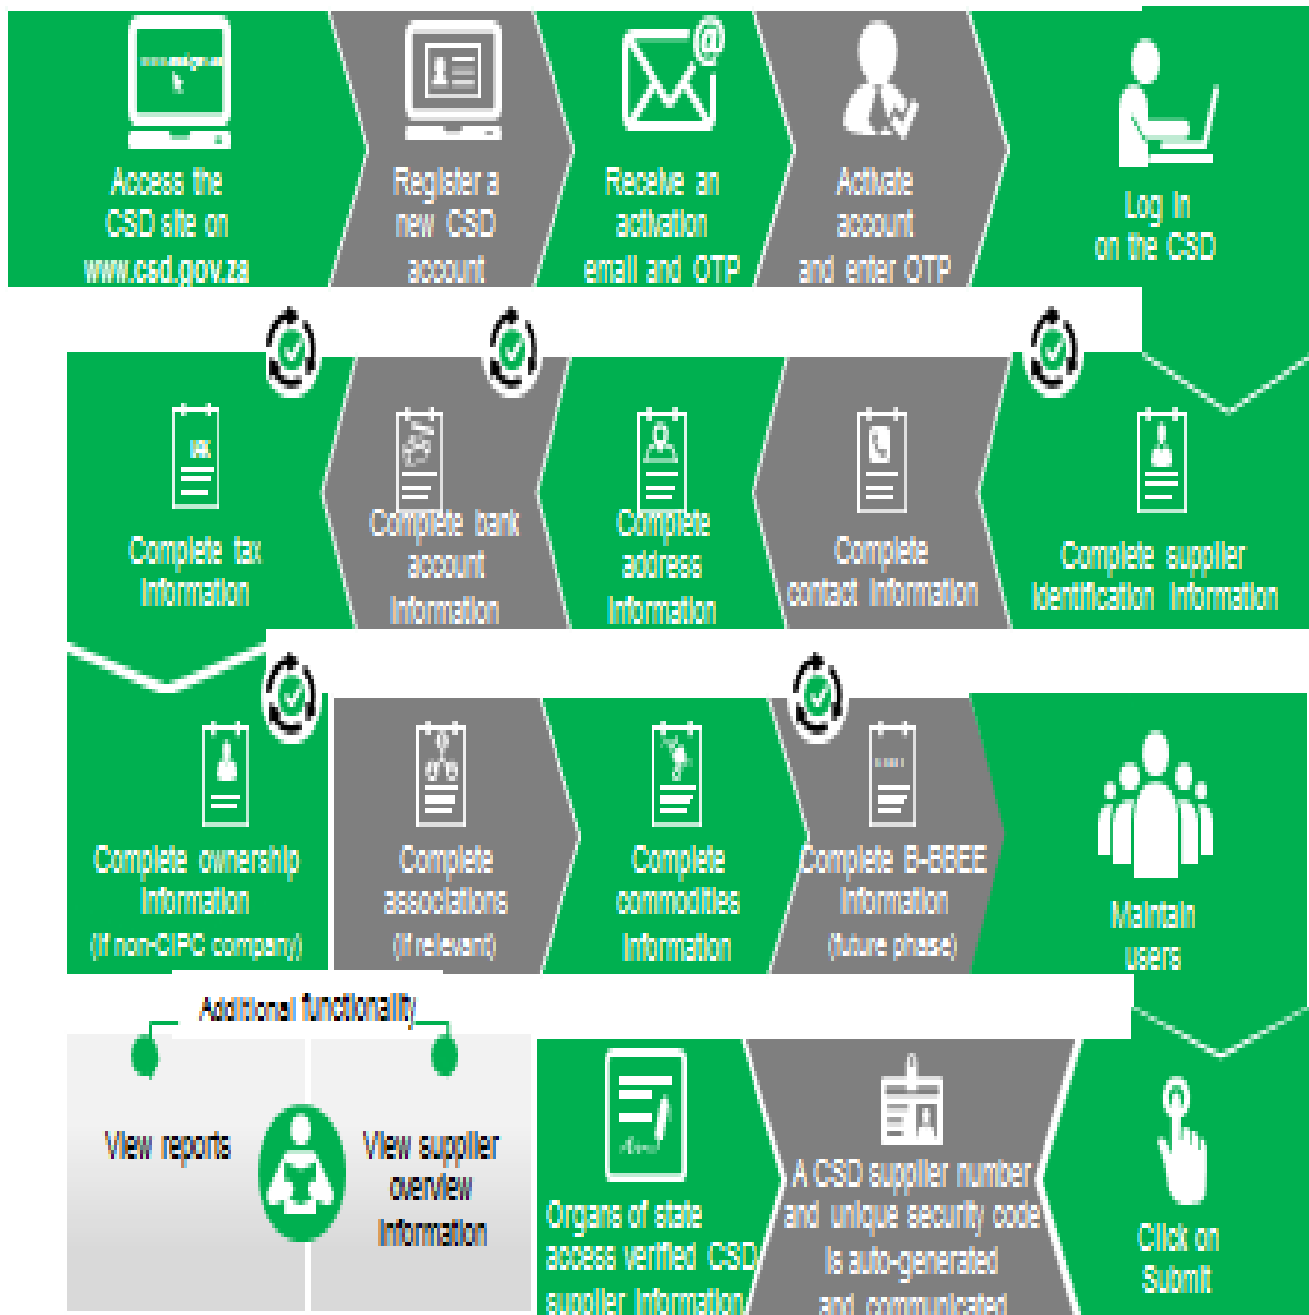 Access the
CSD site on
www.csd.gov.za
Register a
new CSD
account
Receive an
activation
email and OTP
Activate
account
and enter OTP
Log in
on the CSD
Complete tax
Information
Complete bank
account
Information
Complete
address
Information
Complete
contact Information
Complete supplier
Identification Information
TAX
Complete ownership
Information
(If non-CIPC company)
Complete
associations
(If relevant)
Complete
commodities
Information
Complete B-BBEE
Information
(future phase)
Maintain
users
Additional functionality
View reports
View supplier
overview
Information
Organs of state
access verified CSD
supplier Information
A CSD supplier number
and unique security code
is auto-generated
and communicated
Click on
Submit